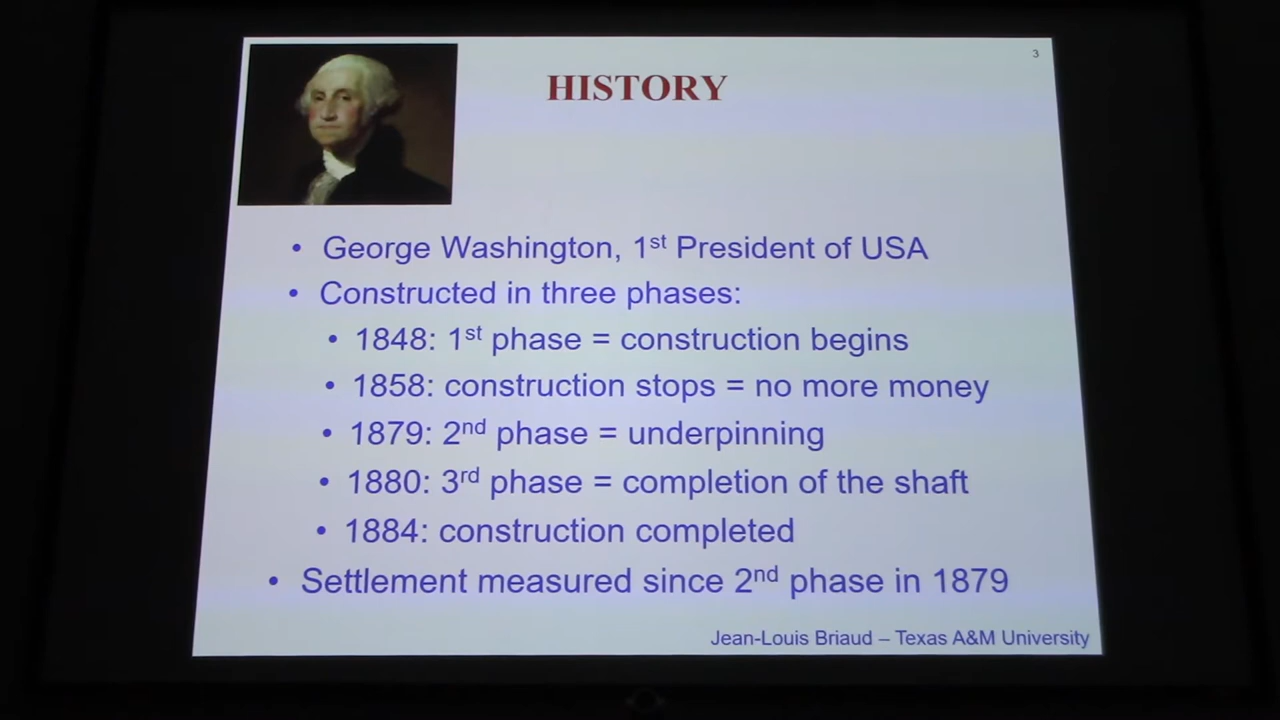 3
HISTORY
• George Washington, 1st President of USA
• Constructed in three phases:
• 1848: 1st phase = construction begins
• 1858: construction stops = no more money
• 1879: 2nd phase = underpinning
• 1880: 3rd phase = completion of the shaft
• 1884: construction completed
• Settlement measured since 2nd phase in 1879
Jean-Louis Briaud – Texas A&M University